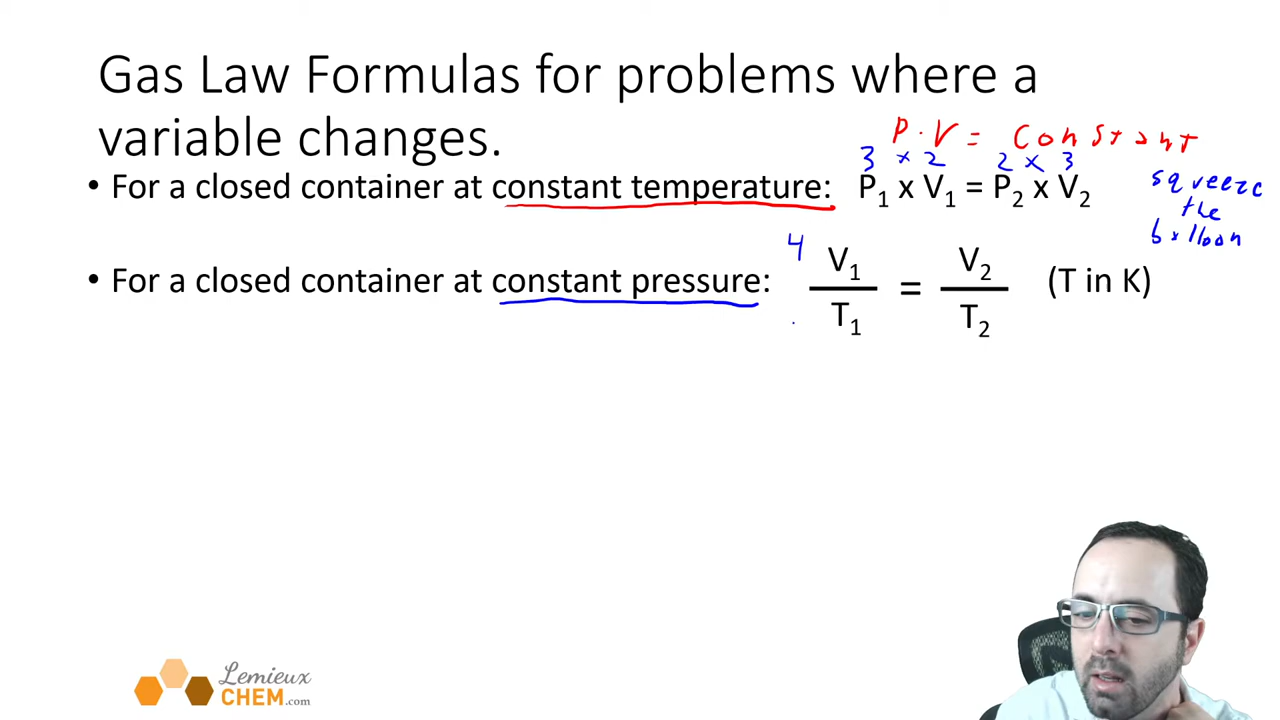 Gas Law Formulas for problems where a
variable changes.
P · V = Constant
3 x 2 2 x 3
• For a closed container at constant temperature: P₁ x V₁ = P₂ x V₂
squeeze
the
balloon
4
• For a closed container at constant pressure: V₁ / T₁ = V₂ / T₂ (T in K)
Lemieux
CHEM.com